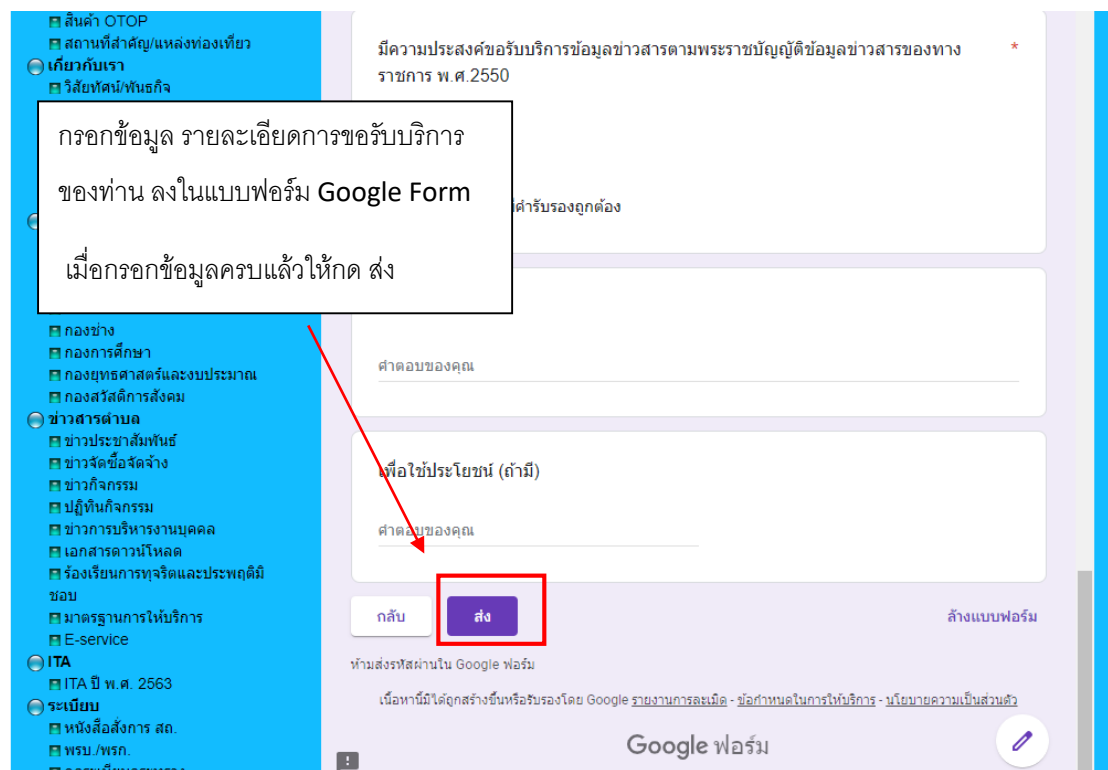 สินค้า OTOP
สถานที่สำคัญ/แหล่งท่องเที่ยว
เกี่ยวกับเรา
วิสัยทัศน์/พันธกิจ
กองช่าง
กองการศึกษา
กองยุทธศาสตร์และงบประมาณ
กองสวัสดิการสังคม
ข่าวสารตำบล
ข่าวประชาสัมพันธ์
ข่าวจัดซื้อจัดจ้าง
ข่าวกิจกรรม
ปฏิทินกิจกรรม
ข่าวการบริหารงานบุคคล
เอกสารดาวน์โหลด
ร้องเรียนการทุจริตและประพฤติมิ
ชอบ
มาตรฐานการให้บริการ
E-service
ITA
ITA ปี พ.ศ. 2563
ระเบียบ
หนังสือสั่งการ สถ.
พรบ./พรก.
กรอกข้อมูล รายละเอียดการขอรับบริการ
ของท่าน ลงในแบบฟอร์ม Google Form
เมื่อกรอกข้อมูลครบแล้วให้กด ส่ง
มีความประสงค์ขอรับบริการข้อมูลข่าวสารตามพระราชบัญญัติข้อมูลข่าวสารของทาง *
ราชการ พ.ศ.2550
คำรับรองถูกต้อง
คำตอบของคุณ
เพื่อใช้ประโยชน์ (ถ้ามี)
คำตอบของคุณ
กลับ ส่ง ล้างแบบฟอร์ม
ห้ามส่งรหัสผ่านใน Google ฟอร์ม
เนื้อหานี้มิได้ถูกสร้างขึ้นหรือรับรองโดย Google รายงานการละเมิด - ข้อกำหนดในการให้บริการ - นโยบายความเป็นส่วนตัว
Google ฟอร์ม